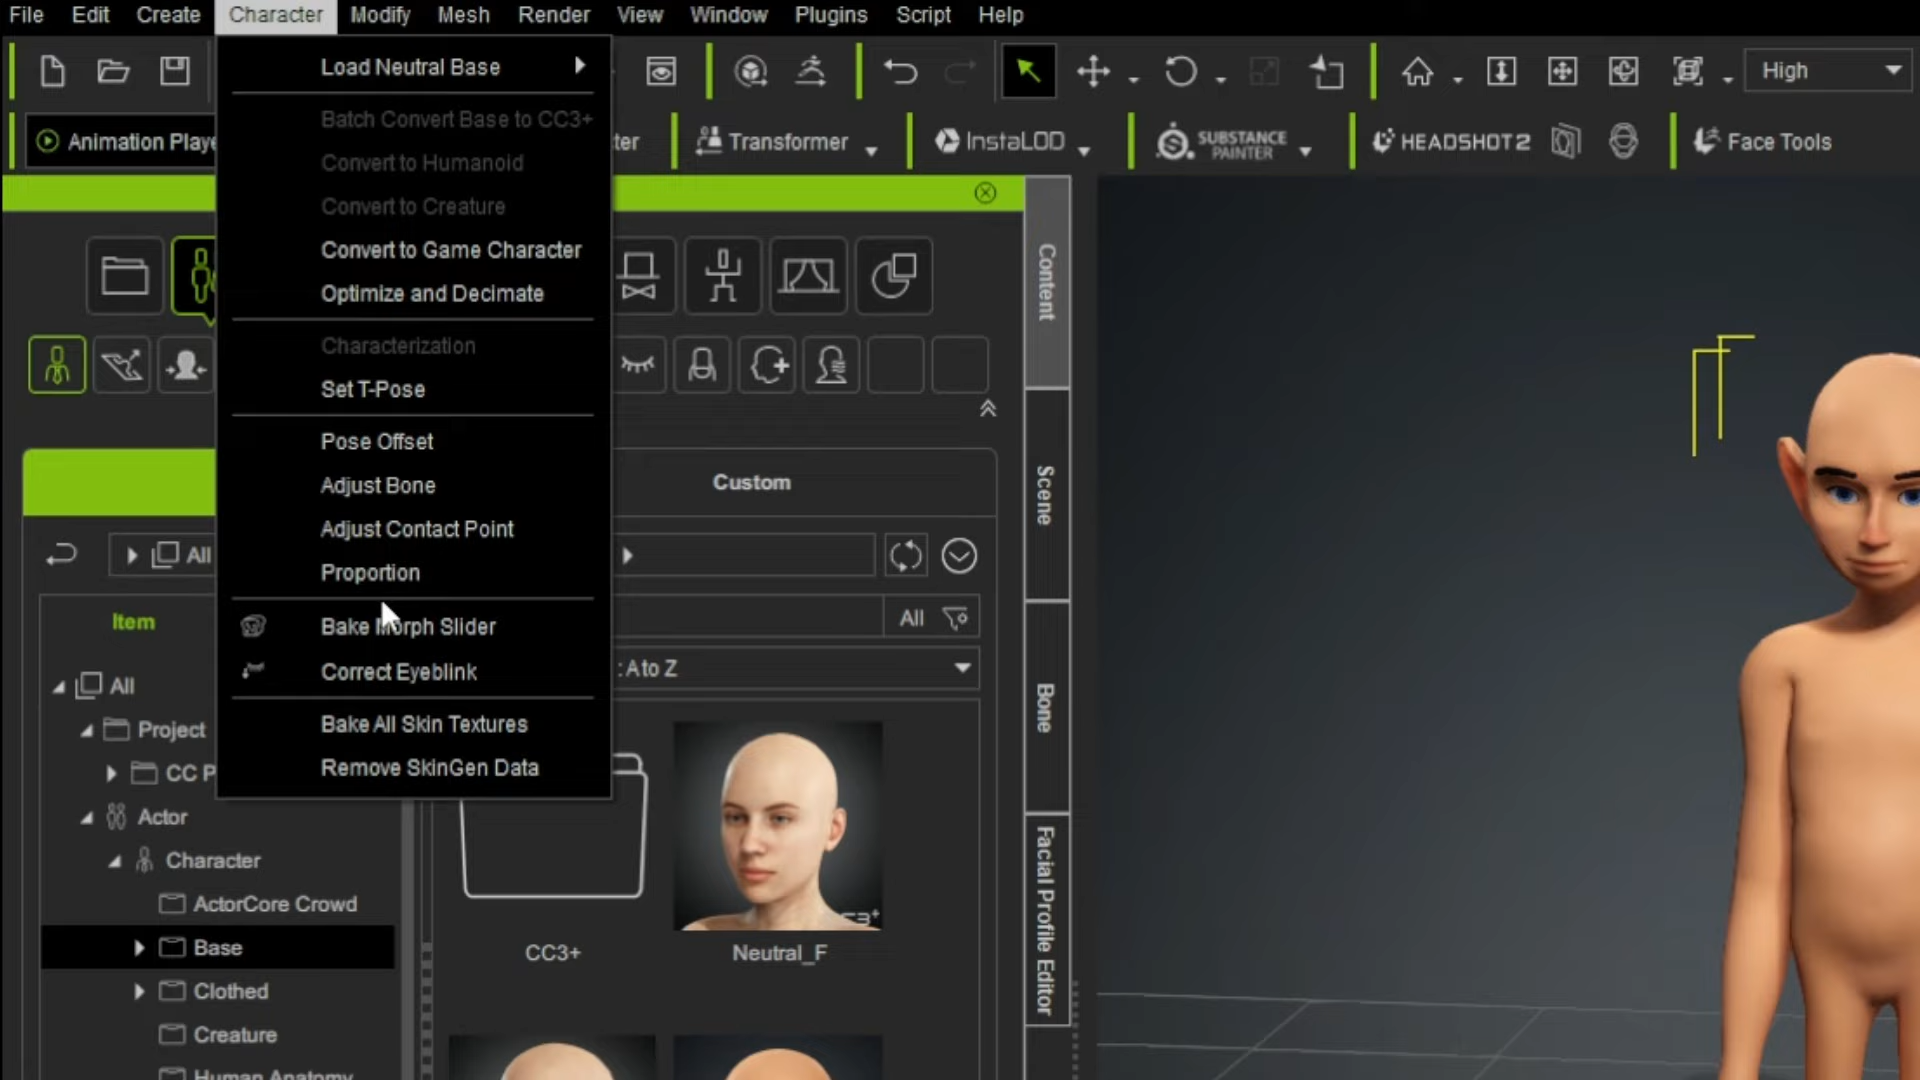 File Edit Create Character Modify Mesh Render View Window Plugins Script Help
High
Animation Playe
ter
Transformer
InstaLOD
SUBSTANCE
PAINTER
HEADSHOT 2
Face Tools
Load Neutral Base
Batch Convert Base to CC3+
Convert to Humanoid
Convert to Creature
Convert to Game Character
Optimize and Decimate
Characterization
Set T-Pose
Pose Offset
Adjust Bone
Adjust Contact Point
Proportion
Bake Morph Slider
Correct Eyeblink
Bake All Skin Textures
Remove SkinGen Data
Custom
All
All
: A to Z
Item
All
Project
CC P
Actor
Character
ActorCore Crowd
Base
Clothed
Creature
Human Anatomy
CC3+
Neutral_F
Content
Scene
Bone
Facial Profile Editor